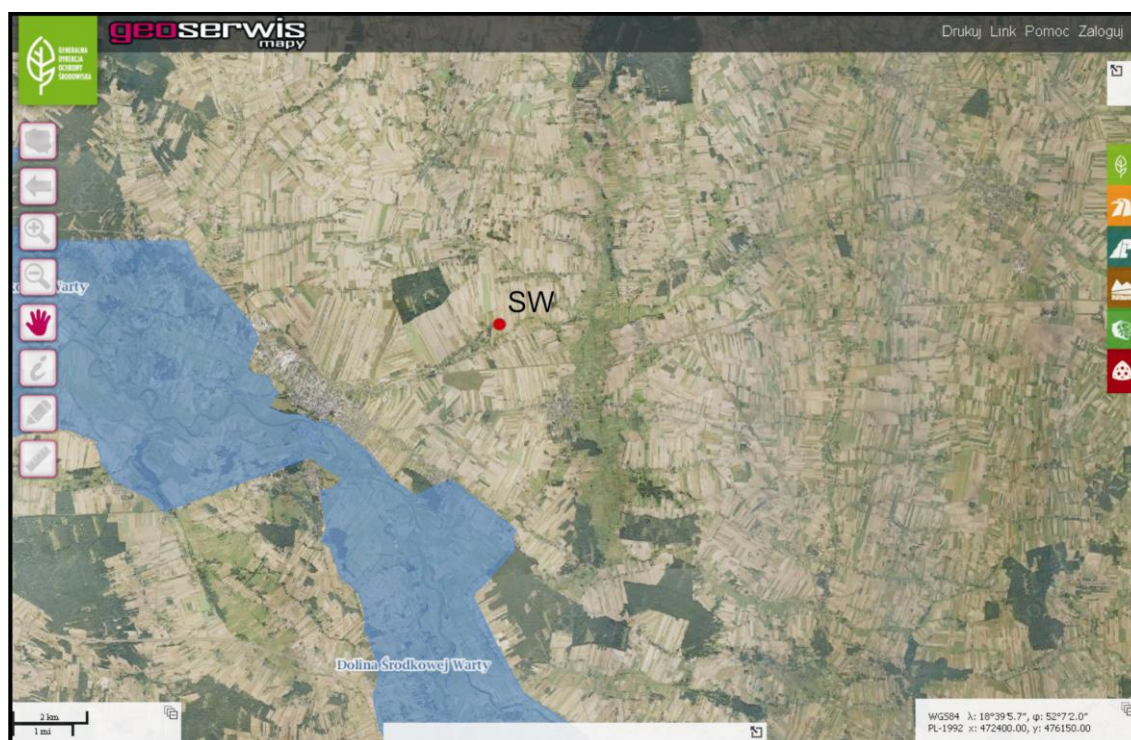 geoserwis
mapy
Drukuj Link Pomoc Zaloguj
GENERALNA
DYREKCJA
OCHRONY
ŚRODOWISKA
Warty
SW
Dolina Środkowej Warty
2 km
1 mi
WGS84 λ: 18°39'5.7", φ: 52°7'2.0"
PL-1992 x: 472400.00, y: 476150.00